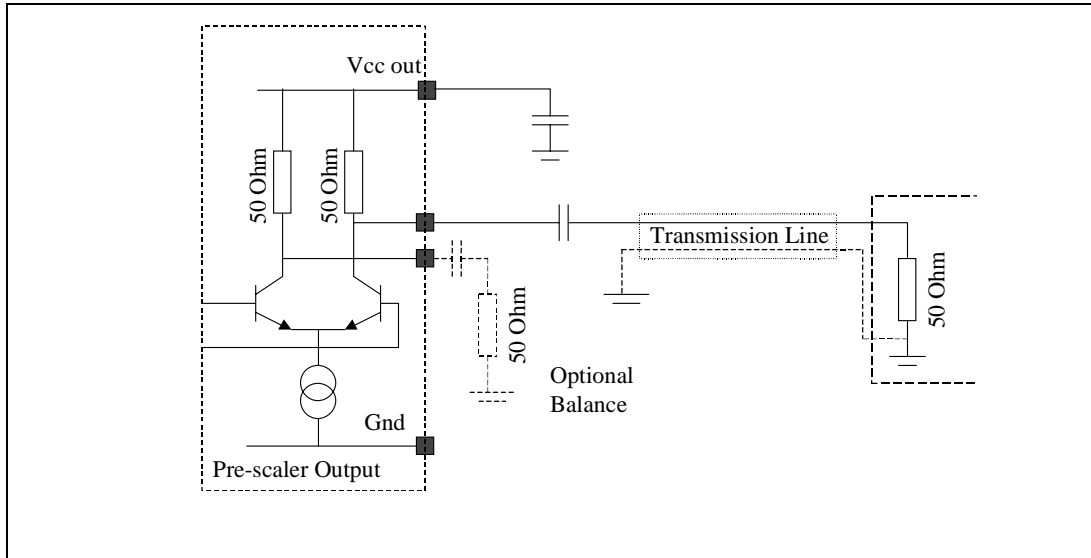 Vcc out
50 Ohm
50 Ohm
Transmission Line
50 Ohm
50 Ohm
Optional
Balance
Gnd
Pre-scaler Output